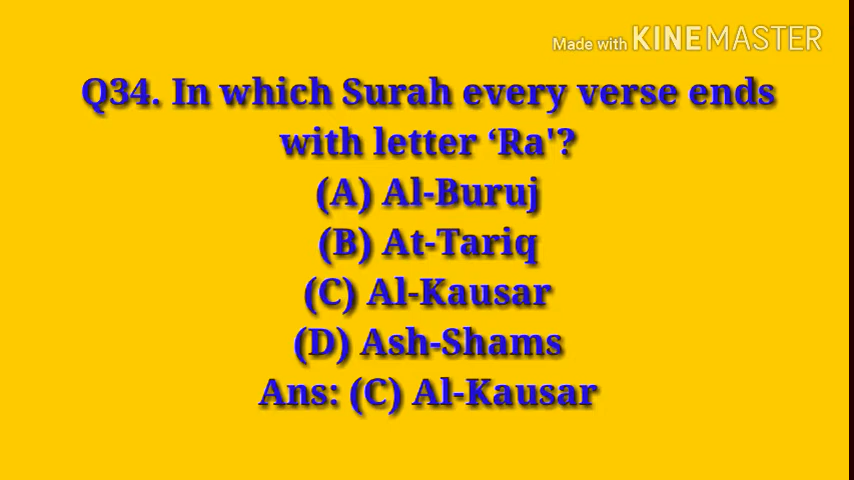 Made with KINEMASTER
Q34. In which Surah every verse ends
with letter ‘Ra'?
(A) Al-Buruj
(B) At-Tariq
(C) Al-Kausar
(D) Ash-Shams
Ans: (C) Al-Kausar